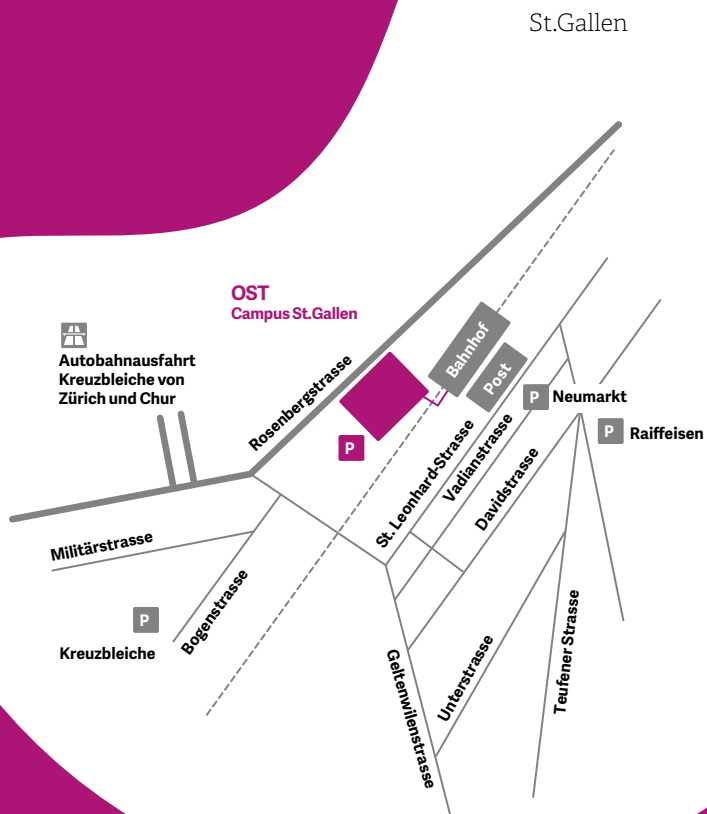 St.Gallen
OST
Campus St.Gallen
Autobahnausfahrt
Kreuzbleiche von
Zürich und Chur
Rosenbergstrasse
Bahnhof
Post
P
Neumarkt
P
Raiffeisen
P
St. Leonhard-Strasse
Vadianstrasse
Davidstrasse
Militärstrasse
Bogenstrasse
P
Kreuzbleiche
Geltenwilenstrasse
Unterstrasse
Teufener Strasse